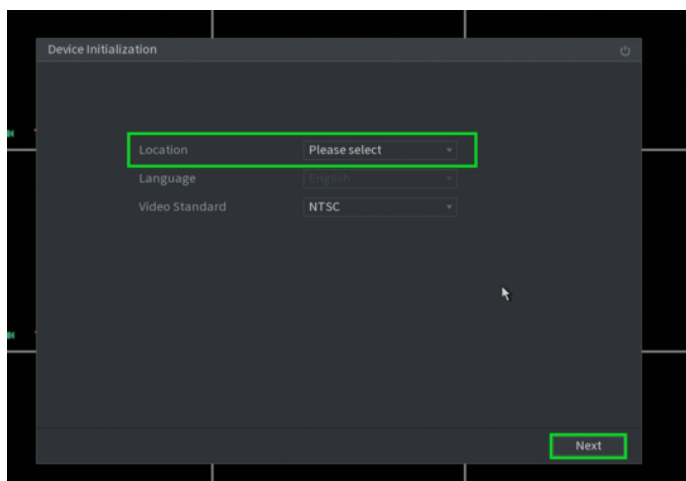 Device Initialization
Location Please select
Language English
Video Standard NTSC
Next